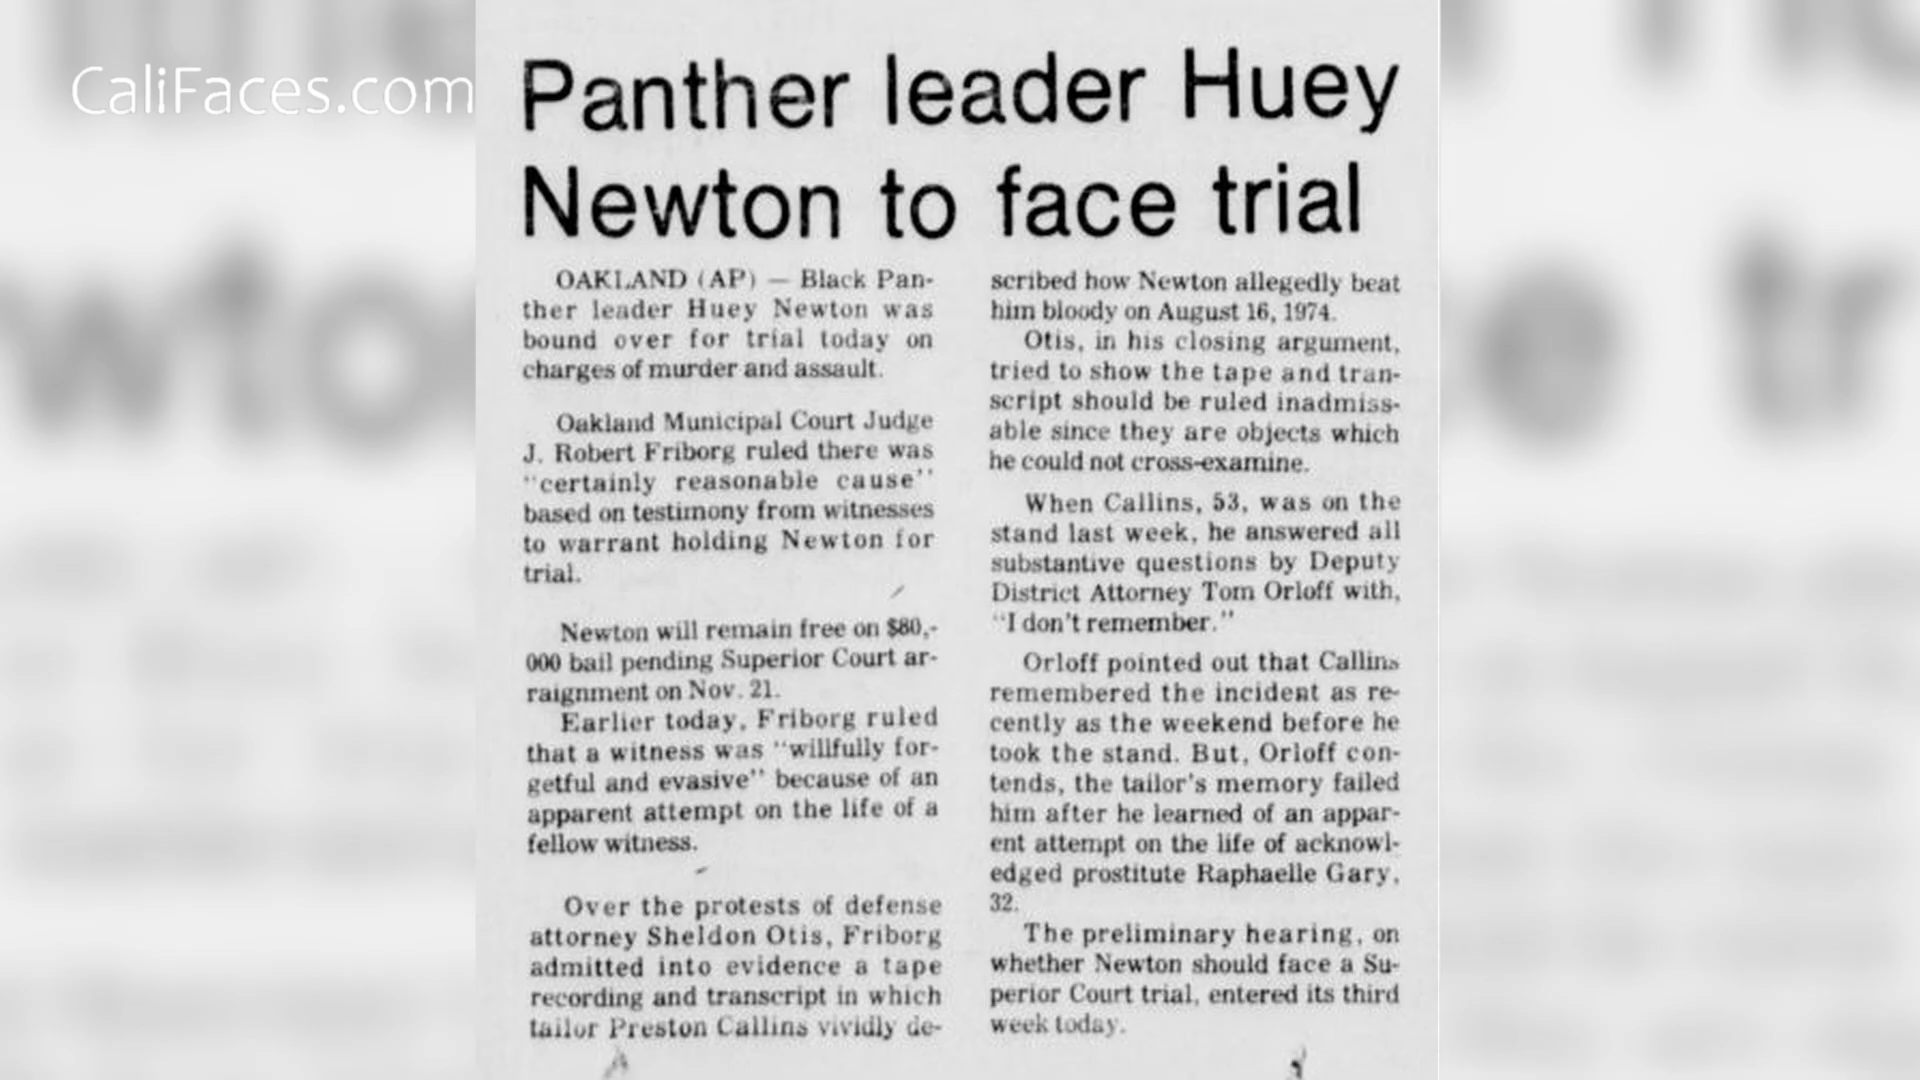 CaliFaces.com
Panther leader Huey
Newton to face trial
OAKLAND (AP) — Black Pan-
ther leader Huey Newton was
bound over for trial today on
charges of murder and assault.
Oakland Municipal Court Judge
J. Robert Friborg ruled there was
"certainly reasonable cause"
based on testimony from witnesses
to warrant holding Newton for
trial.
Newton will remain free on $80,-
000 bail pending Superior Court ar-
raignment on Nov. 21.
Earlier today, Friborg ruled
that a witness was "willfully for-
getful and evasive" because of an
apparent attempt on the life of a
fellow witness.
Over the protests of defense
attorney Sheldon Otis, Friborg
admitted into evidence a tape
recording and transcript in which
tailor Preston Callins vividly de-
scribed how Newton allegedly beat
him bloody on August 16, 1974.
Otis, in his closing argument,
tried to show the tape and tran-
script should be ruled inadmiss-
able since they are objects which
he could not cross-examine.
When Callins, 53, was on the
stand last week, he answered all
substantive questions by Deputy
District Attorney Tom Orloff with,
"I don't remember."
Orloff pointed out that Callins
remembered the incident as re-
cently as the weekend before he
took the stand. But, Orloff con-
tends, the tailor's memory failed
him after he learned of an appar-
ent attempt on the life of acknowl-
edged prostitute Raphaelle Gary,
32.
The preliminary hearing, on
whether Newton should face a Su-
perior Court trial, entered its third
week today.